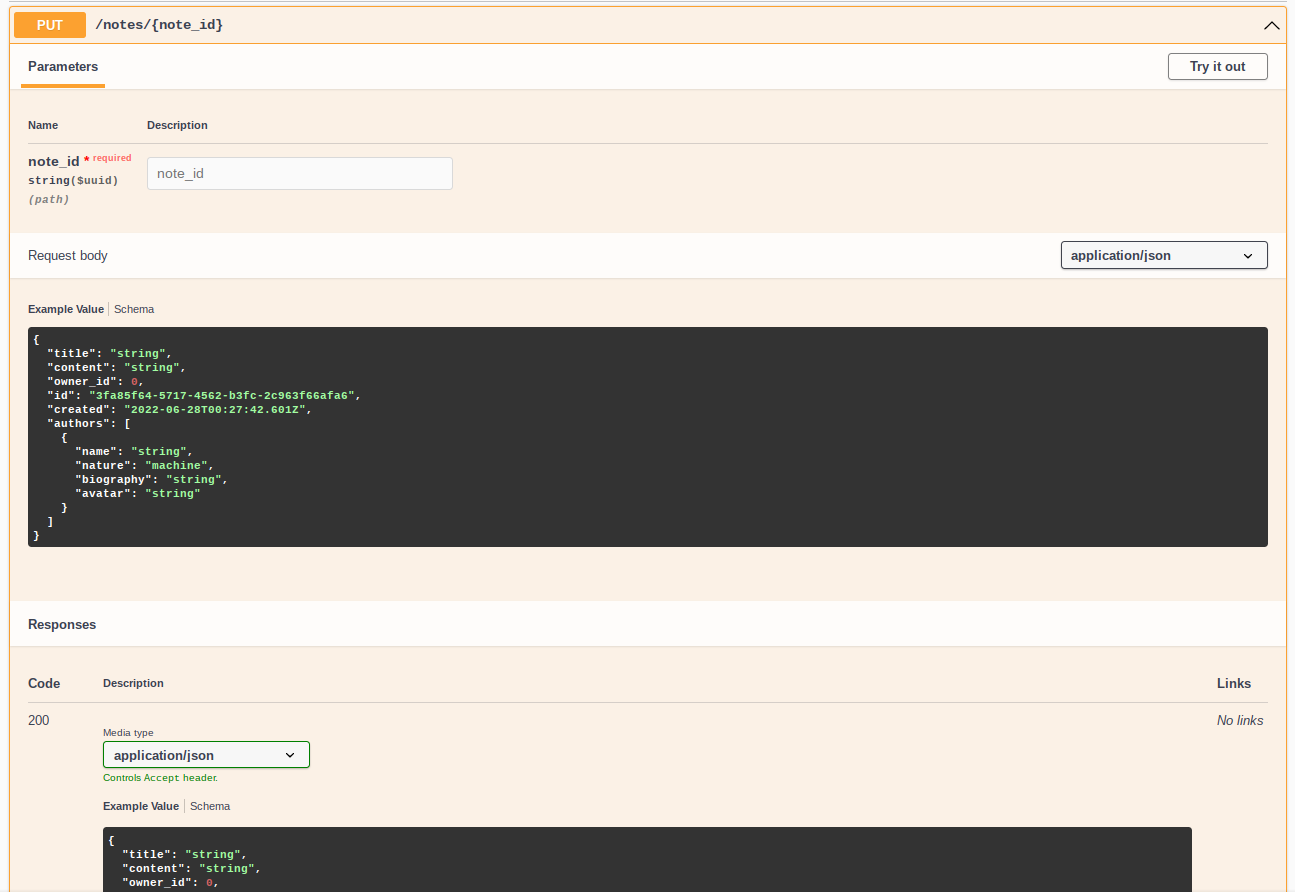 PUT /notes/{note_id}
Parameters Try it out
Name Description
note_id * required note_id
string($uuid)
(path)
Request body application/json
Example Value Schema
{
  "title": "string",
  "content": "string",
  "owner_id": 0,
  "id": "3fa85f64-5717-4562-b3fc-2c963f66afa6",
  "created": "2022-06-28T00:27:42.601Z",
  "authors": [
    {
      "name": "string",
      "nature": "machine",
      "biography": "string",
      "avatar": "string"
    }
  ]
}
Responses
Code Description Links
200 No links
Media type
application/json
Controls Accept header.
Example Value Schema
{
  "title": "string",
  "content": "string",
  "owner_id": 0,